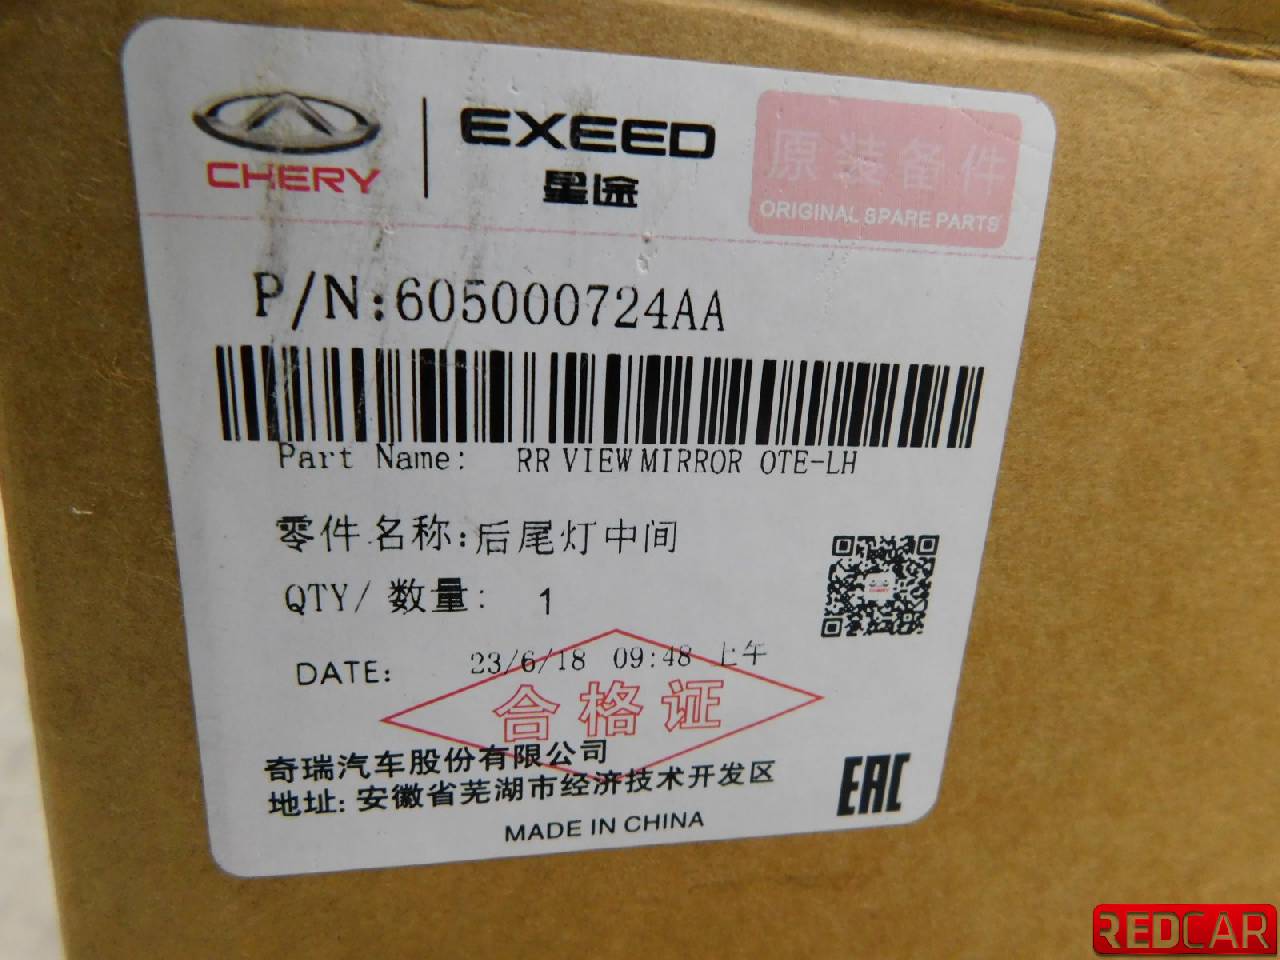 CHERY
EXEED
星途
原装备件
ORIGINAL SPARE PARTS
P/N:605000724AA
Part Name: RR VIEW MIRROR OTE-LH
零件名称:后尾灯中间
QTY/数量: 1
DATE: 23/6/18 09:48 上午
合格证
奇瑞汽车股份有限公司
地址:安徽省芜湖市经济技术开发区
MADE IN CHINA
EAC
REDCAR